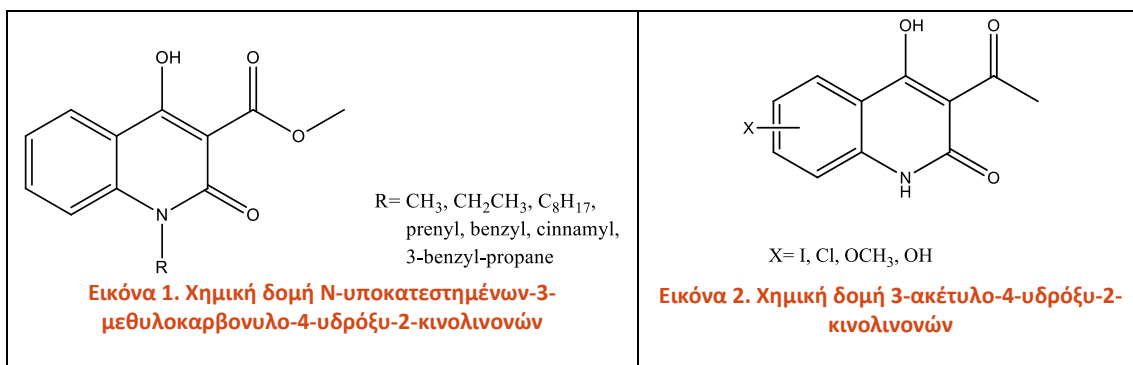 OH
O
O
N
R
O
R= CH3, CH2CH3, C8H17,
prenyl, benzyl, cinnamyl,
3-benzyl-propane
Εικόνα 1. Χημική δομή Ν-υποκατεστημένων-3-
μεθυλοκαρβονυλο-4-υδρόξυ-2-κινολινονών
OH
O
X
N
H
O
X= I, Cl, OCH3, OH
Εικόνα 2. Χημική δομή 3-ακέτυλο-4-υδρόξυ-2-
κινολινονών